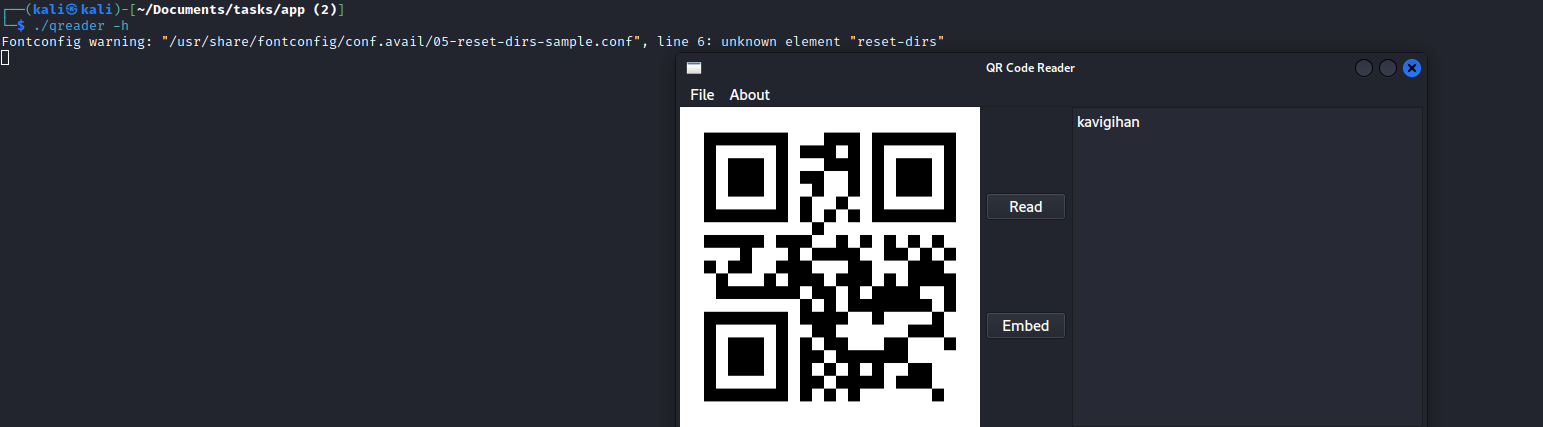 ┌──(kali㉿kali)-[~/Documents/tasks/app (2)]
└─$ ./qreader -h
Fontconfig warning: "/usr/share/fontconfig/conf.avail/05-reset-dirs-sample.conf", line 6: unknown element "reset-dirs"
QR Code Reader
File About
kavigihan
Read
Embed